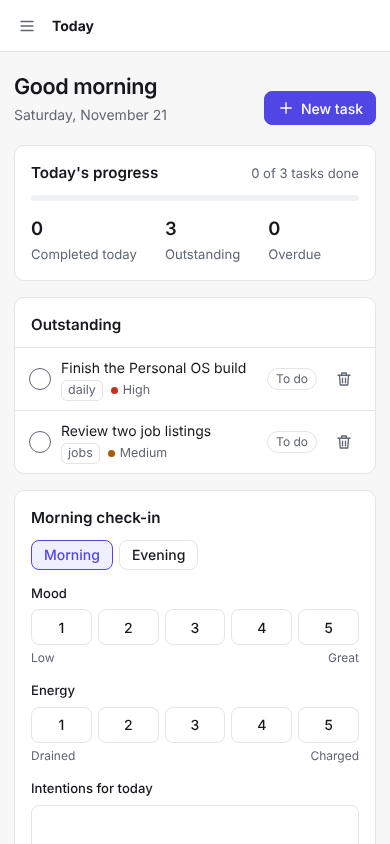 Today
Good morning
Saturday, November 21
New task
Today's progress
0 of 3 tasks done
0
Completed today
3
Outstanding
0
Overdue
Outstanding
Finish the Personal OS build
daily
High
To do
Review two job listings
jobs
Medium
To do
Morning check-in
Morning
Evening
Mood
1 2 3 4 5
Low Great
Energy
1 2 3 4 5
Drained Charged
Intentions for today